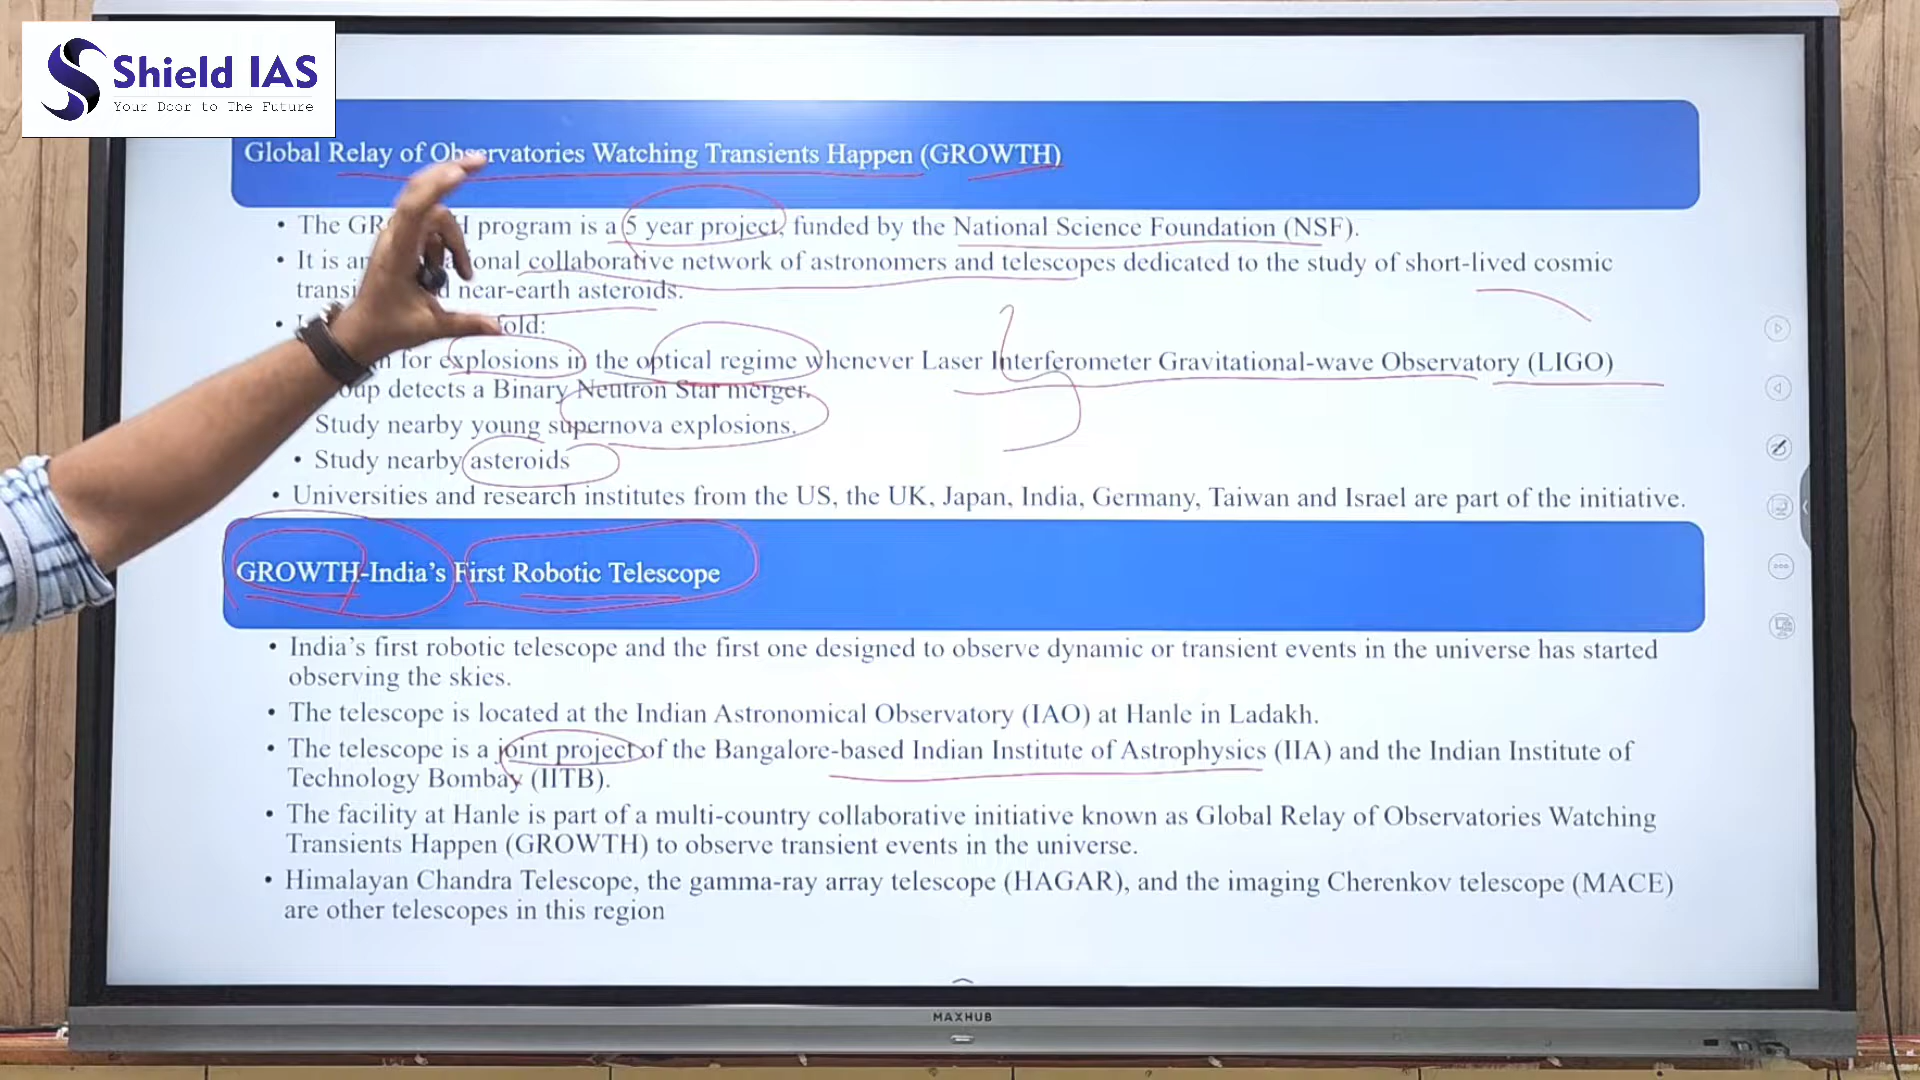 Shield IAS
Your Door to The Future
Global Relay of Observatories Watching Transients Happen (GROWTH)
• The GR H program is a 5 year project, funded by the National Science Foundation (NSF).
• It is an ational collaborative network of astronomers and telescopes dedicated to the study of short-lived cosmic
transi near-earth asteroids.
• fold:
for explosions in the optical regime whenever Laser Interferometer Gravitational-wave Observatory (LIGO)
oup detects a Binary Neutron Star merger.
Study nearby young supernova explosions.
• Study nearby asteroids
• Universities and research institutes from the US, the UK, Japan, India, Germany, Taiwan and Israel are part of the initiative.
GROWTH-India's First Robotic Telescope
• India's first robotic telescope and the first one designed to observe dynamic or transient events in the universe has started
observing the skies.
• The telescope is located at the Indian Astronomical Observatory (IAO) at Hanle in Ladakh.
• The telescope is a joint project of the Bangalore-based Indian Institute of Astrophysics (IIA) and the Indian Institute of
Technology Bombay (IITB).
• The facility at Hanle is part of a multi-country collaborative initiative known as Global Relay of Observatories Watching
Transients Happen (GROWTH) to observe transient events in the universe.
• Himalayan Chandra Telescope, the gamma-ray array telescope (HAGAR), and the imaging Cherenkov telescope (MACE)
are other telescopes in this region
MAXHUB